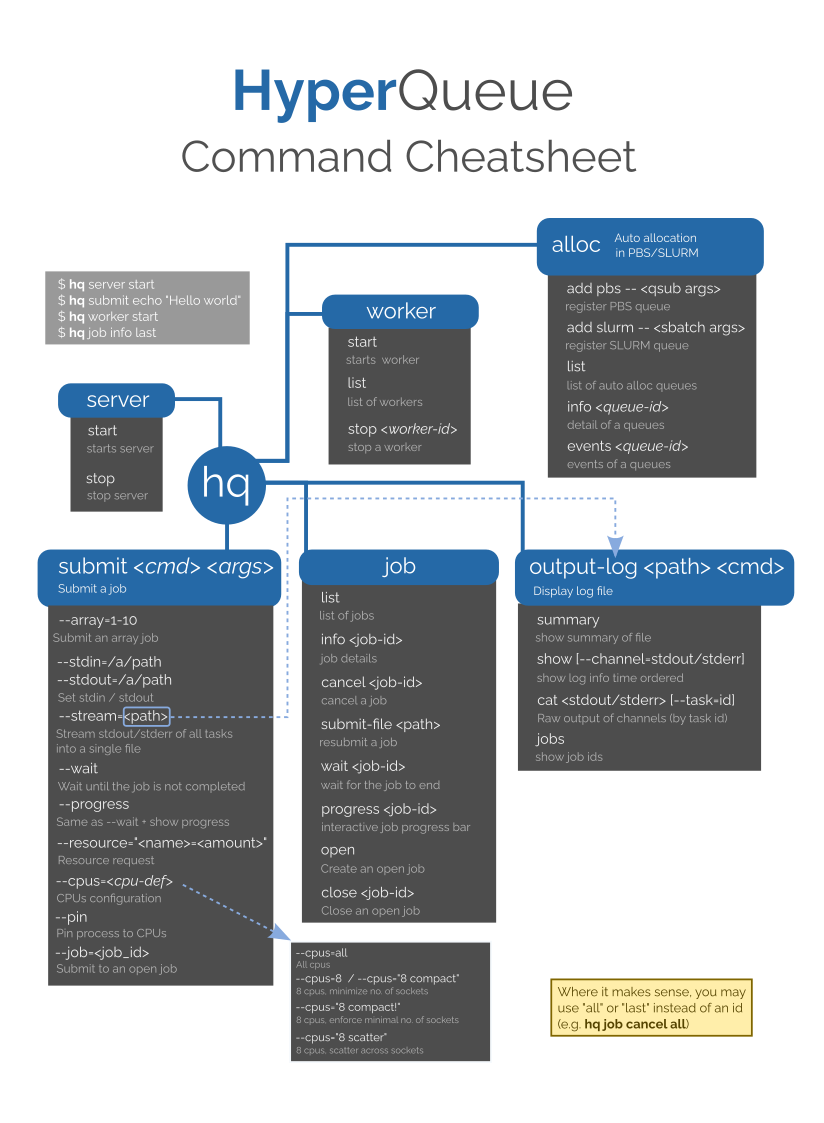 HyperQueue
Command Cheatsheet
$ hq server start
$ hq submit echo "Hello world"
$ hq worker start
$ hq job info last
alloc
Auto allocation
in PBS/SLURM
add pbs -- <qsub args>
register PBS queue
add slurm -- <sbatch args>
register SLURM queue
list
list of auto alloc queues
info <queue-id>
detail of a queues
events <queue-id>
events of a queues
worker
start
starts worker
list
list of workers
stop <worker-id>
stop a worker
server
start
starts server
stop
stop server
hq
submit <cmd> <args>
Submit a job
--array=1-10
Submit an array job
--stdin=/a/path
--stdout=/a/path
Set stdin / stdout
--stream=<path>
Stream stdout/stderr of all tasks
into a single file
--wait
Wait until the job is not completed
--progress
Same as --wait + show progress
--resource="<name>=<amount>"
Resource request
--cpus=<cpu-def>
CPUs configuration
--pin
Pin process to CPUs
--job=<job_id>
Submit to an open job
job
list
list of jobs
info <job-id>
job details
cancel <job-id>
cancel a job
submit-file <path>
resubmit a job
wait <job-id>
wait for the job to end
progress <job-id>
interactive job progress bar
open
Create an open job
close <job-id>
Close an open job
output-log <path> <cmd>
Display log file
summary
show summary of file
show [--channel=stdout/stderr]
show log info time ordered
cat <stdout/stderr> [--task=id]
Raw output of channels (by task id)
jobs
show job ids
--cpus=all
All cpus
--cpus=8 / --cpus="8 compact"
8 cpus, minimize no. of sockets
--cpus="8 compact!"
8 cpus, enforce minimal no. of sockets
--cpus="8 scatter"
8 cpus, scatter across sockets
Where it makes sense, you may
use "all" or "last" instead of an id
(e.g. hq job cancel all)